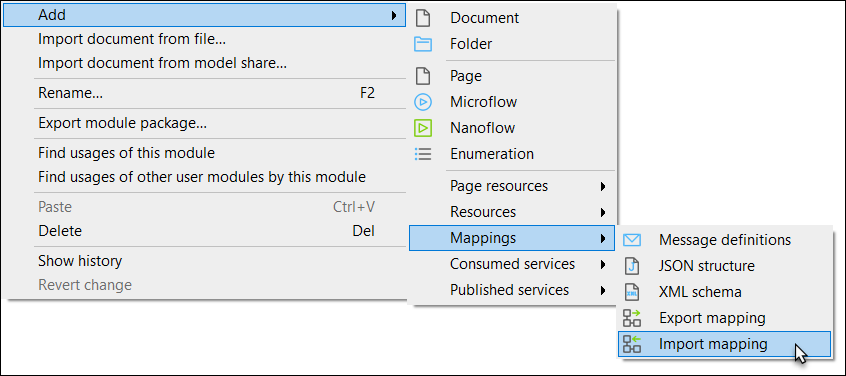 Add
Import document from file...
Import document from model share...
Rename... F2
Export module package...
Find usages of this module
Find usages of other user modules by this module
Paste Ctrl+V
Delete Del
Show history
Revert change
Document
Folder
Page
Microflow
Nanoflow
Enumeration
Page resources
Resources
Mappings
Consumed services
Published services
Message definitions
JSON structure
XML schema
Export mapping
Import mapping